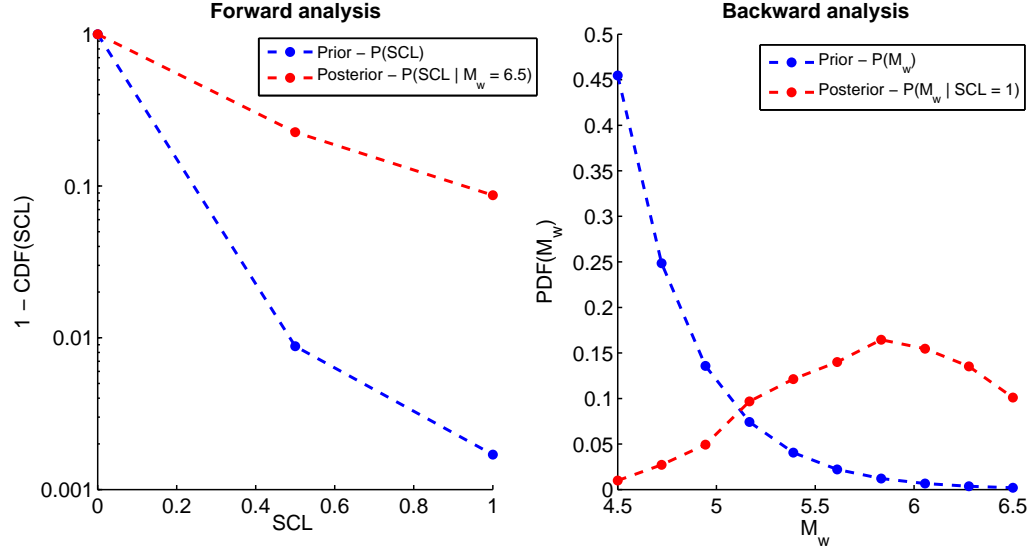 Forward analysis
1
0.1
0.01
0.001
0
0.2
0.4
0.6
0.8
1
SCL
1 − CDF(SCL)
Prior − P(SCL)
Posterior − P(SCL | M_w = 6.5)
Backward analysis
0.5
0.45
0.4
0.35
0.3
0.25
0.2
0.15
0.1
0.05
0
4.5
5
5.5
6
6.5
M_w
PDF(M_w)
Prior − P(M_w)
Posterior − P(M_w | SCL = 1)